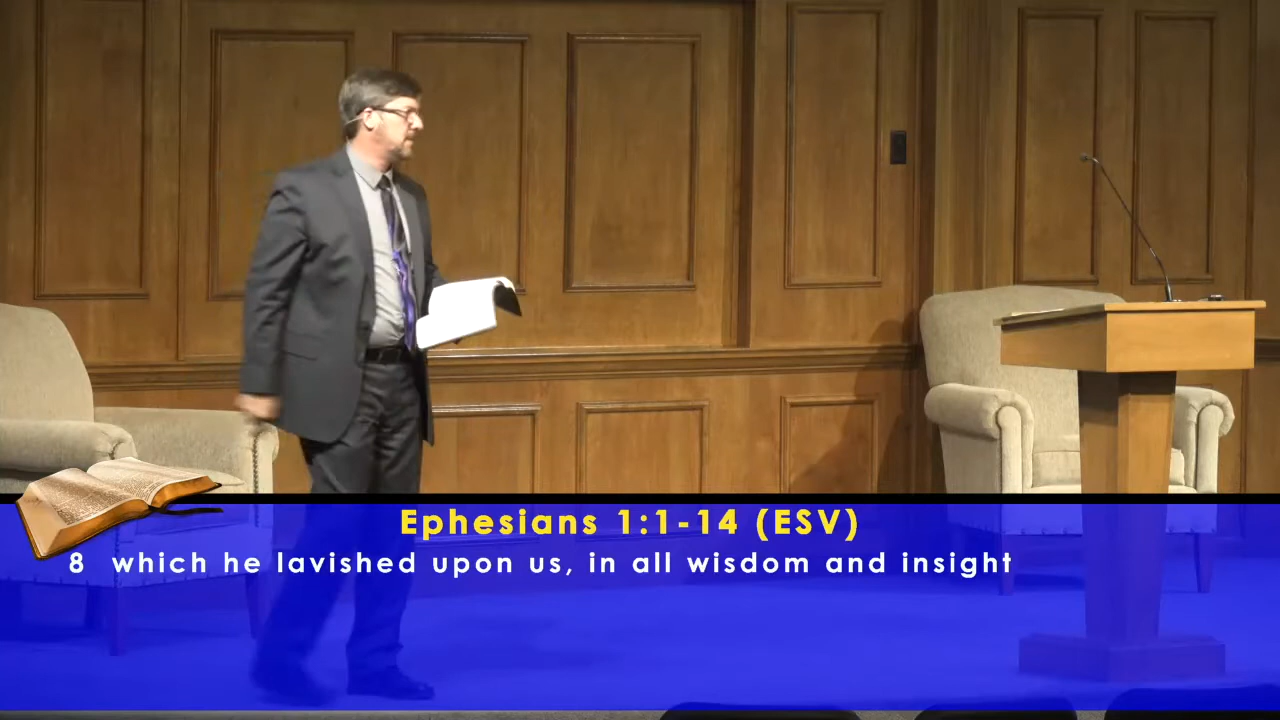 Ephesians 1:1-14 (ESV)
8 which he lavished upon us, in all wisdom and insight